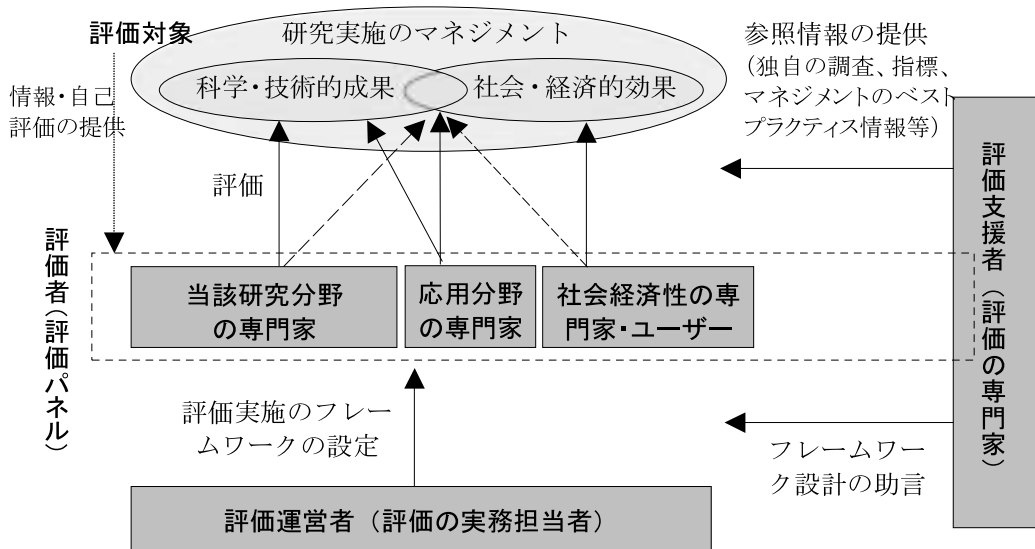 評価対象
研究実施のマネジメント
科学・技術的成果
社会・経済的効果
参照情報の提供
（独自の調査、指標、
マネジメントのベスト
プラクティス情報等）
情報・自己
評価の提供
評価
評価者（評価パネル）
当該研究分野
の専門家
応用分野
の専門家
社会経済性の専
門家・ユーザー
評価支援者（評価の専門家）
評価実施のフレー
ムワークの設定
フレームワー
ク設計の助言
評価運営者（評価の実務担当者）